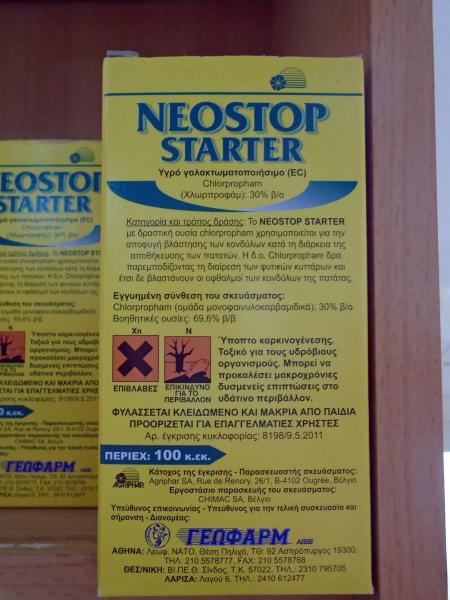 NEOSTOP
STARTER
Υγρό γαλακτωματοποιήσιμο (EC)
Chlorpropham
(Χλωρπροφάμ): 30% β/ο
Κατηγορία και τρόπος δράσης: Το NEOSTOP STARTER
με δραστική ουσία chlorpropham χρησιμοποιείται για την
αποφυγή βλάστησης των κονδύλων κατά τη διάρκεια της
αποθήκευσης των πατατών. Η δ.ο. Chlorpropham δρα
παρεμποδίζοντας τη διαίρεση των φυτικών κυττάρων και
έτσι δε βλαστάνουν οι οφθαλμοί των κονδύλων της πατάτας.
Εγγυημένη σύνθεση του σκευάσματος:
Chlorpropham (ομάδα μονοφαινυλοκαρβαμιδικά): 30% β/ο
Βοηθητικές ουσίες: 69,6% β/β
Xn N
ΕΠΙΒΛΑΒΕΣ
ΕΠΙΚΙΝΔΥΝΟ
ΓΙΑ ΤΟ
ΠΕΡΙΒΑΛΛΟΝ
Ύποπτο καρκινογένεσης.
Τοξικό για τους υδρόβιους
οργανισμούς. Μπορεί να
προκαλέσει μακροχρόνιες
δυσμενείς επιπτώσεις στο
υδάτινο περιβάλλον.
ΦΥΛΑΣΣΕΤΑΙ ΚΛΕΙΔΩΜΕΝΟ ΚΑΙ ΜΑΚΡΙΑ ΑΠΟ ΠΑΙΔΙΑ
ΠΡΟΟΡΙΖΕΤΑΙ ΓΙΑ ΕΠΑΓΓΕΛΜΑΤΙΕΣ ΧΡΗΣΤΕΣ
Αρ. έγκρισης κυκλοφορίας: 8198/9.5.2011
ΠΕΡΙΕΧ: 100 κ.εκ.
AGRIPHAR
Κάτοχος της έγκρισης - Παρασκευαστής σκευάσματος:
Agriphar SA, Rue de Renory, 26/1, B-4102 Ougrée, Βέλγιο
Εργοστάσιο παρασκευής του σκευάσματος:
CHIMAC SA, Βέλγιο
Υπεύθυνος επικοινωνίας - Υπεύθυνος για την τελική συσκευασία και
σήμανση - Διανομέας:
ΓΕΩΦΑΡΜ ΑΕΒΕ
ΑΘΗΝΑ: Λεωφ. ΝΑΤΟ, Θέση Πηλιχό, ΤΘ: 92 Ασπρόπυργος 19300,
ΤΗΛ: 210 5578777, FAX: 210 5578768
ΘΕΣ/ΝΙΚΗ: ΒΙ.ΠΕ.Θ. Σίνδος, Τ.Κ. 57022, ΤΗΛ.: 2310 795705
ΛΑΡΙΣΑ: Λαγού 6, ΤΗΛ.: 2410 612477